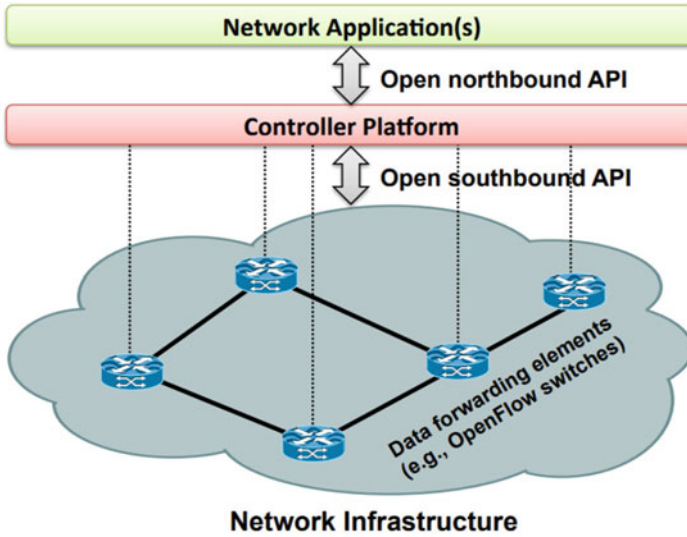 Network Application(s)
Open northbound API
Controller Platform
Open southbound API
Data forwarding elements
(e.g., OpenFlow switches)
Network Infrastructure